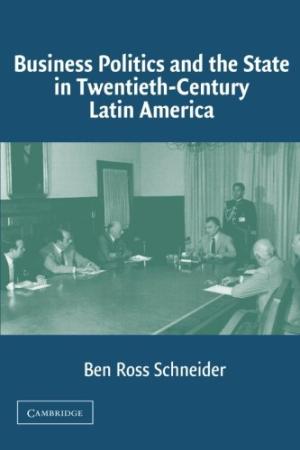 Business Politics and the State
in Twentieth-Century
Latin America
Ben Ross Schneider
CAMBRIDGE